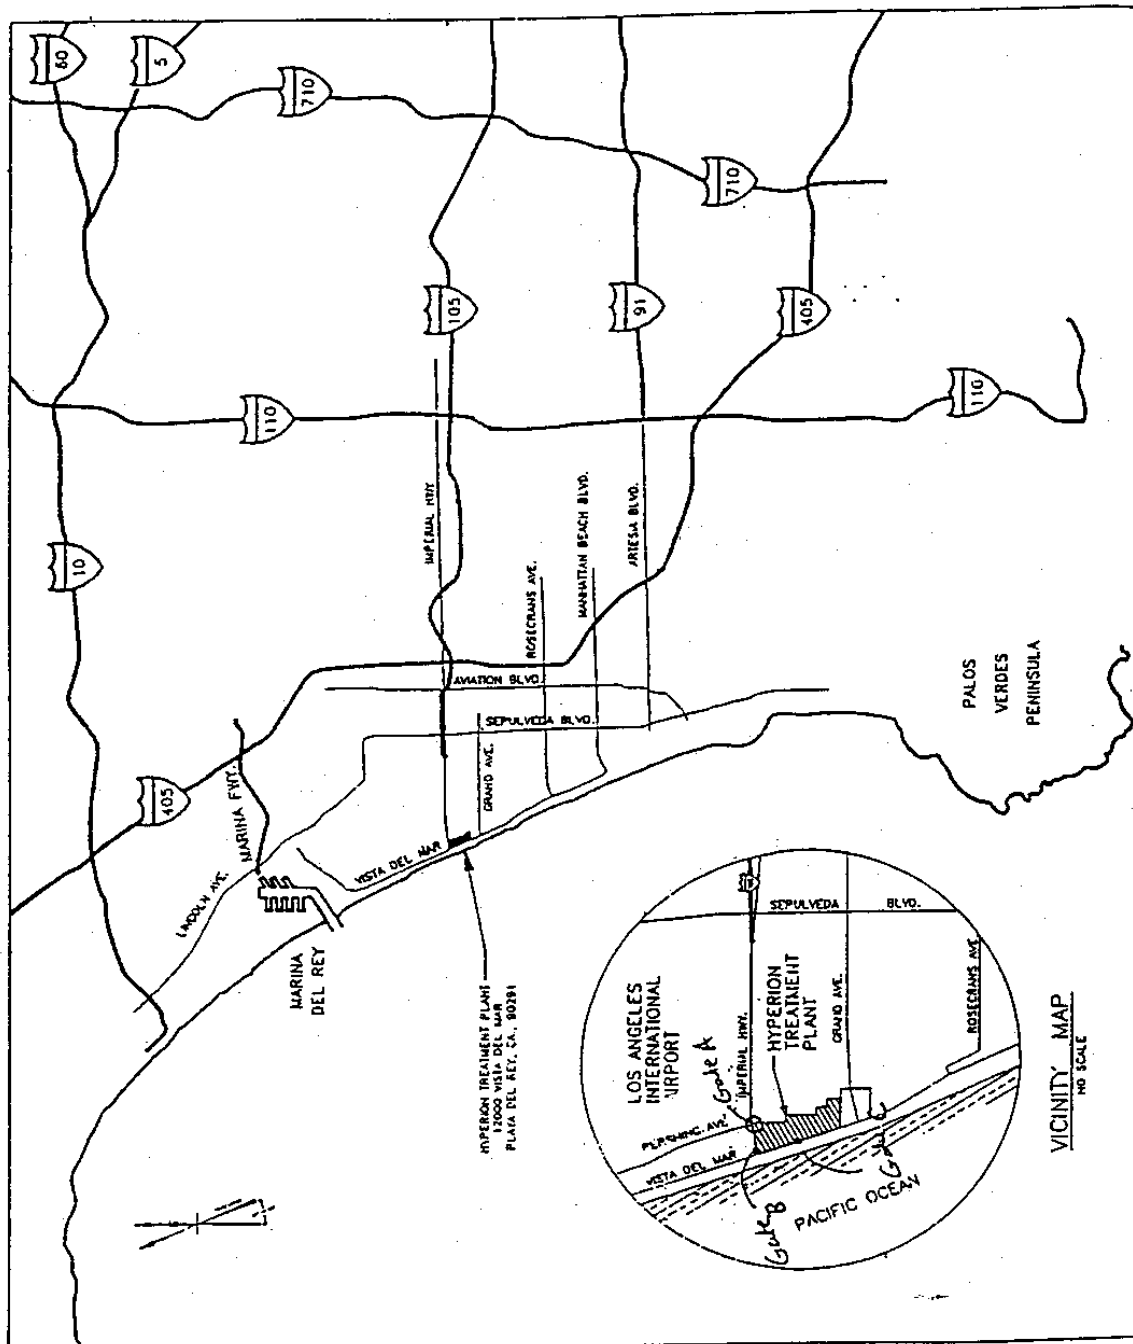 60
5
710
710
105
91
405
110
110
10
405
IMPERIAL HWY
ROSECRANS AVE.
MANHATTAN BEACH BLVD.
ARTESIA BLVD.
AVIATION BLVD.
SEPULVEDA BLVD.
GRAND AVE.
MARINA FWY.
LINCOLN AVE.
VISTA DEL MAR
MARINA
DEL REY
PALOS
VERDES
PENINSULA
HYPERION TREATMENT PLANT
12000 VISTA DEL MAR
PLAYA DEL REY, CA., 90291
LOS ANGELES
INTERNATIONAL
AIRPORT
Gate A
IMPERIAL HWY.
SEPULVEDA BLVD.
HYPERION
TREATMENT
PLANT
GRAND AVE.
ROSECRANS AVE
PERSHING AVE
VISTA DEL MAR
Gate B
Gate C
PACIFIC OCEAN
VICINITY MAP
NO SCALE